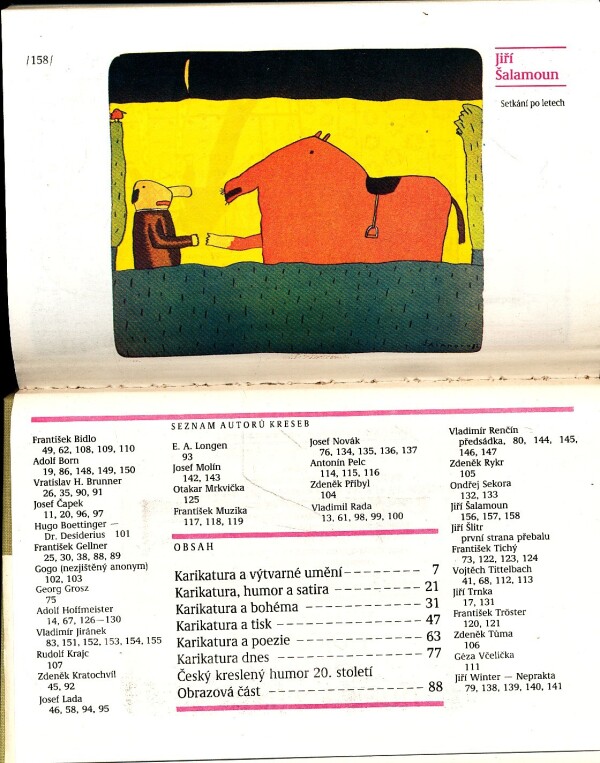 /158/
Jiří
Šalamoun
Setkání po letech
SEZNAM AUTORŮ KRESEB
František Bidlo
49, 62, 108, 109, 110
Adolf Born
19, 86, 148, 149, 150
Vratislav H. Brunner
26, 35, 90, 91
Josef Čapek
11, 20, 96, 97
Hugo Boettinger —
Dr. Desiderius 101
František Gellner
25, 30, 38, 88, 89
Gogo (nezjištěný anonym)
102, 103
Georg Grosz
75
Adolf Hoffmeister
14, 67, 126—130
Vladimír Jiránek
83, 151, 152, 153, 154, 155
Rudolf Krajc
107
Zdeněk Kratochvíl
45, 92
Josef Lada
46, 58, 94, 95
E. A. Longen
93
Josef Molín
142, 143
Otakar Mrkvička
125
František Muzika
117, 118, 119
Josef Novák
76, 134, 135, 136, 137
Antonín Pelc
114, 115, 116
Zdeněk Přibyl
104
Vladimil Rada
13, 61, 98, 99, 100
Vladimír Renčín
předsádka, 80, 144, 145,
146, 147
Zdeněk Rykr
105
Ondřej Sekora
132, 133
Jiří Šalamoun
156, 157, 158
Jiří Šlitr
první strana přebalu
František Tichý
73, 122, 123, 124
Vojtěch Tittelbach
41, 68, 112, 113
Jiří Trnka
17, 131
František Tröster
120, 121
Zdeněk Tůma
106
Géza Včelička
111
Jiří Winter — Neprakta
79, 138, 139, 140, 141
OBSAH
Karikatura a výtvarné umění 7
Karikatura, humor a satira 21
Karikatura a bohéma 31
Karikatura a tisk 47
Karikatura a poezie 63
Karikatura dnes 77
Český kreslený humor 20. století
Obrazová část 88